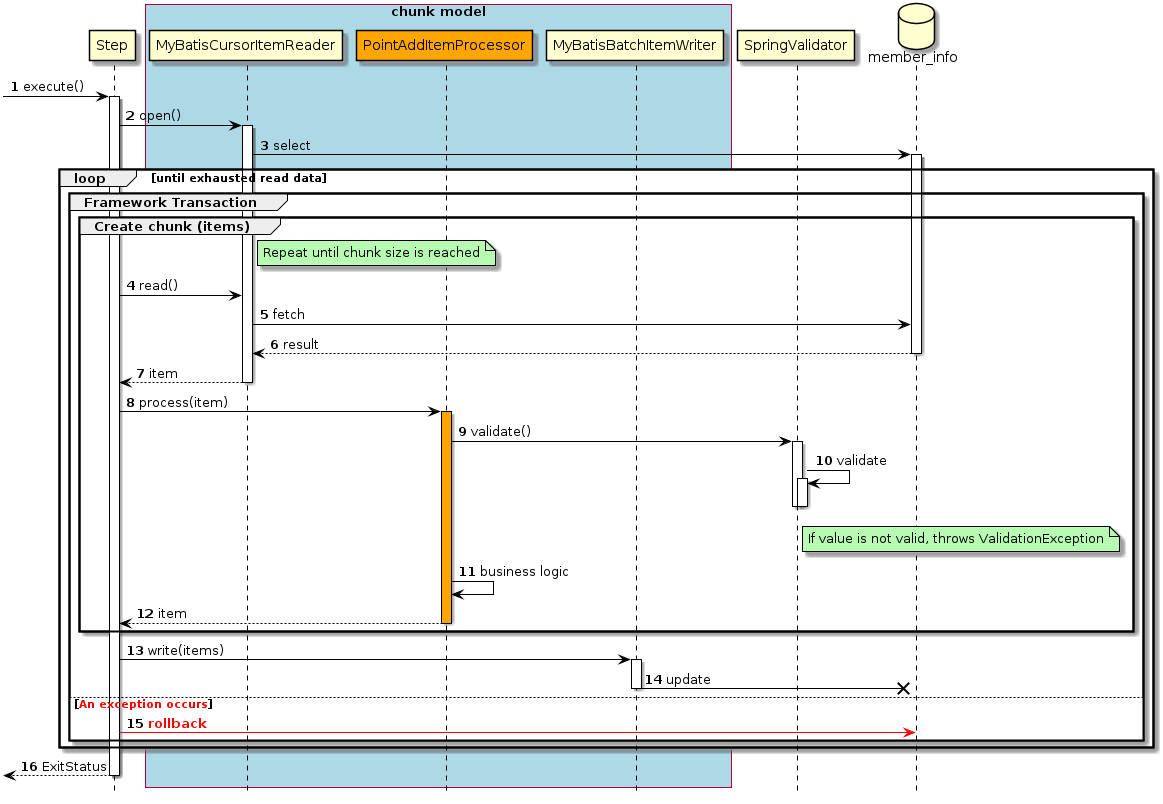 chunk model
Step
MyBatisCursorItemReader
PointAddItemProcessor
MyBatisBatchItemWriter
SpringValidator
member_info
1 execute()
2 open()
3 select
loop [until exhausted read data]
Framework Transaction
Create chunk (items)
Repeat until chunk size is reached
4 read()
5 fetch
6 result
7 item
8 process(item)
9 validate()
10 validate
If value is not valid, throws ValidationException
11 business logic
12 item
13 write(items)
14 update
[An exception occurs]
15 rollback
16 ExitStatus